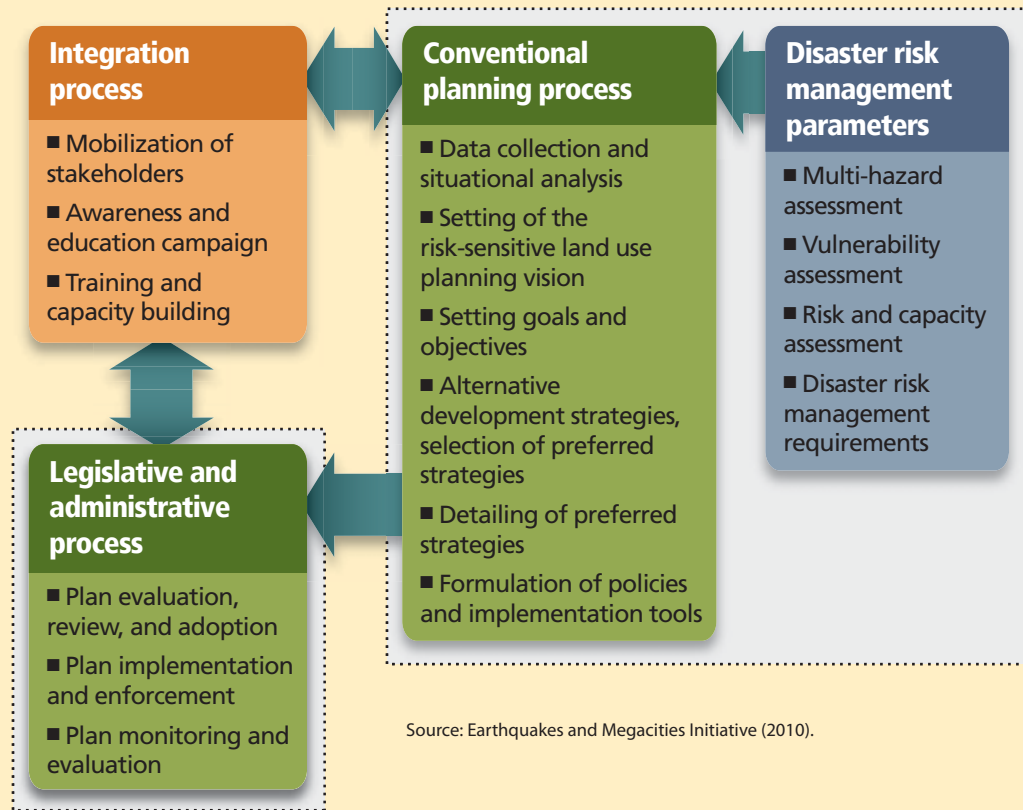 Integration
process
■ Mobilization of
stakeholders
■ Awareness and
education campaign
■ Training and
capacity building
Conventional
planning process
■ Data collection and
situational analysis
■ Setting of the
risk-sensitive land use
planning vision
■ Setting goals and
objectives
■ Alternative
development strategies,
selection of preferred
strategies
■ Detailing of preferred
strategies
■ Formulation of policies
and implementation tools
Disaster risk
management
parameters
■ Multi-hazard
assessment
■ Vulnerability
assessment
■ Risk and capacity
assessment
■ Disaster risk
management
requirements
Legislative and
administrative
process
■ Plan evaluation,
review, and adoption
■ Plan implementation
and enforcement
■ Plan monitoring and
evaluation
Source: Earthquakes and Megacities Initiative (2010).